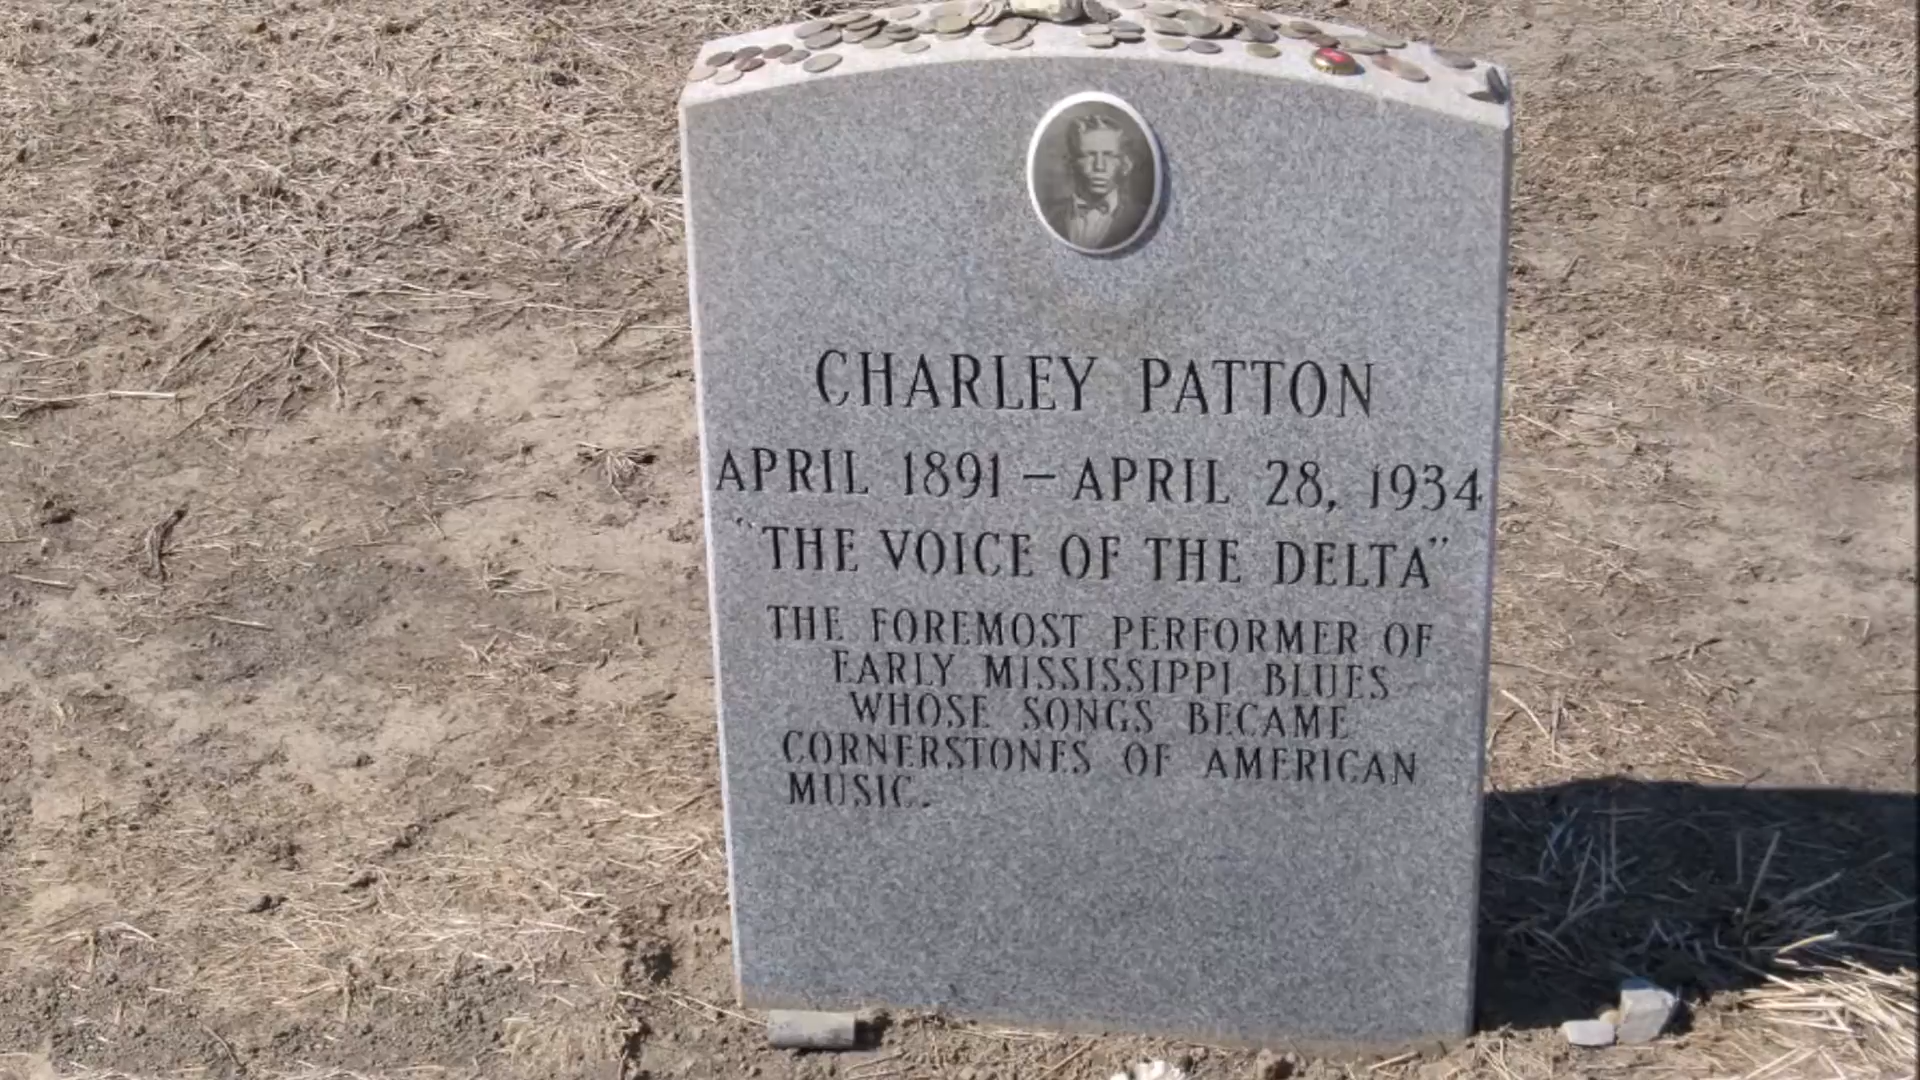 CHARLEY PATTON
APRIL 1891 – APRIL 28, 1934
"THE VOICE OF THE DELTA"
THE FOREMOST PERFORMER OF
EARLY MISSISSIPPI BLUES
WHOSE SONGS BECAME
CORNERSTONES OF AMERICAN
MUSIC.